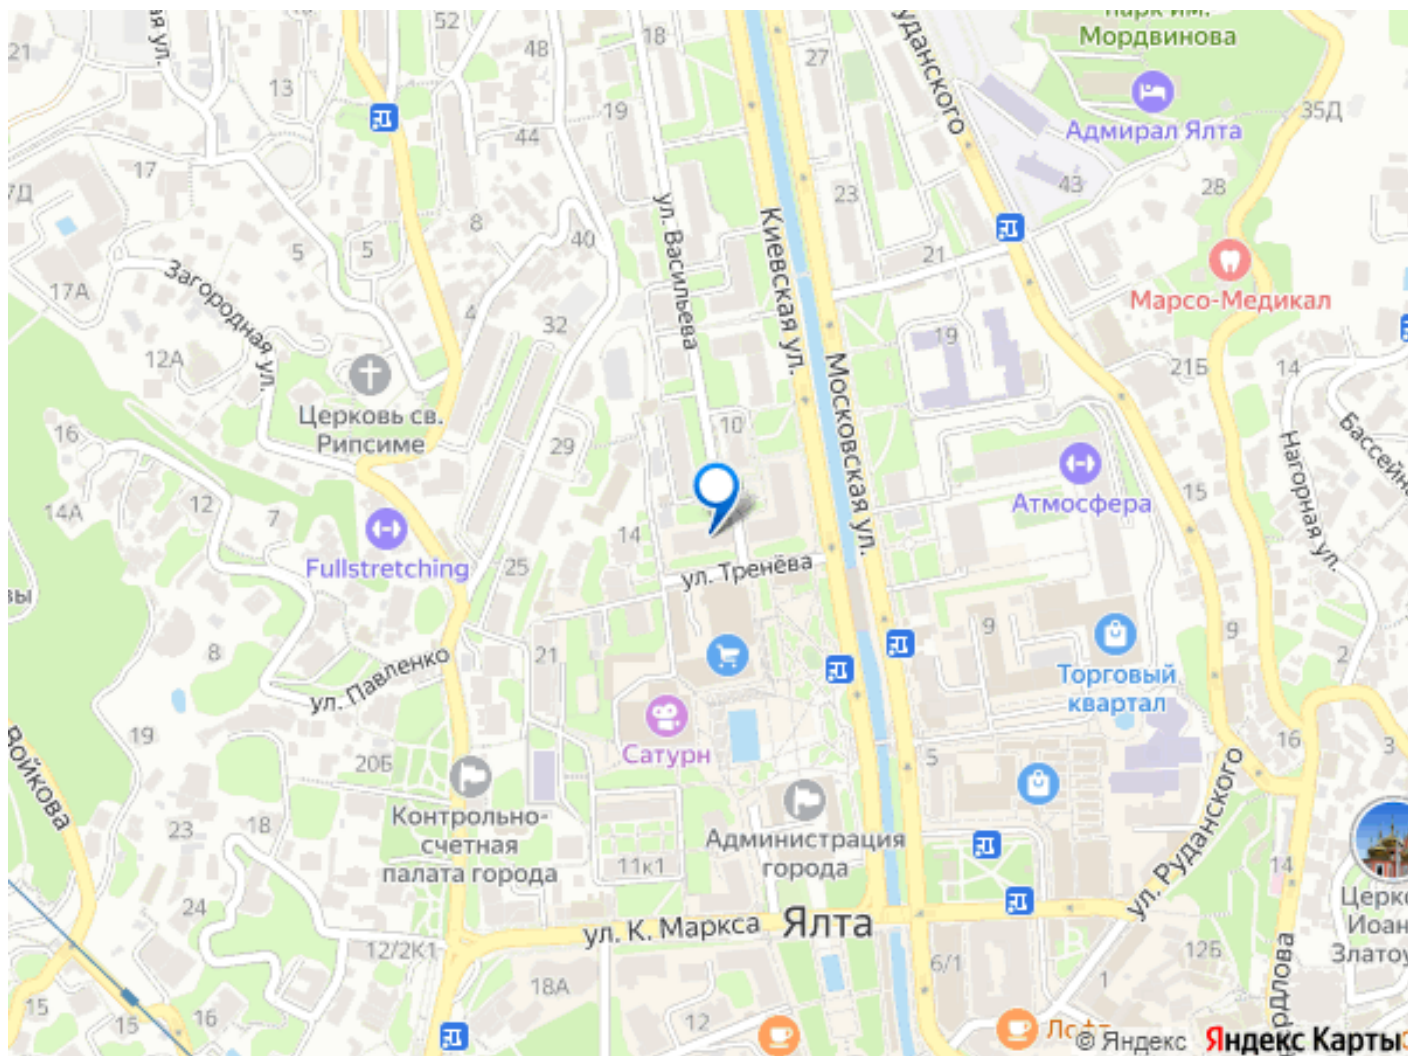 52
18
48
27
21
парк им.
Мордвинова
13
19
35Д
Адмирал Ялта
44
17
43
28
23
7Д
8
ул. Васильева
Киевская ул.
40
5
5
21
17А
Загородная ул.
4
Марсо-Медикал
32
19
12А
Московская ул.
21Б
14
Церковь св.
Рипсиме
10
16
29
Нагорная ул.
12
14А
7
Атмосфера
15
14
Fullstretching
25
ул. Тренёва
8
21
9
9
2
ул. Павленко
Торговый
квартал
19
Сатурн
16
3
20Б
5
Войкова
Контрольно-
счетная
палата города
Администрация
города
23
18
11к1
14
ул. Руданского
24
ул. К. Маркса
Ялта
12/2К1
12Б
6/1
18А
1
15
15
16
12
© Яндекс
Яндекс Карты